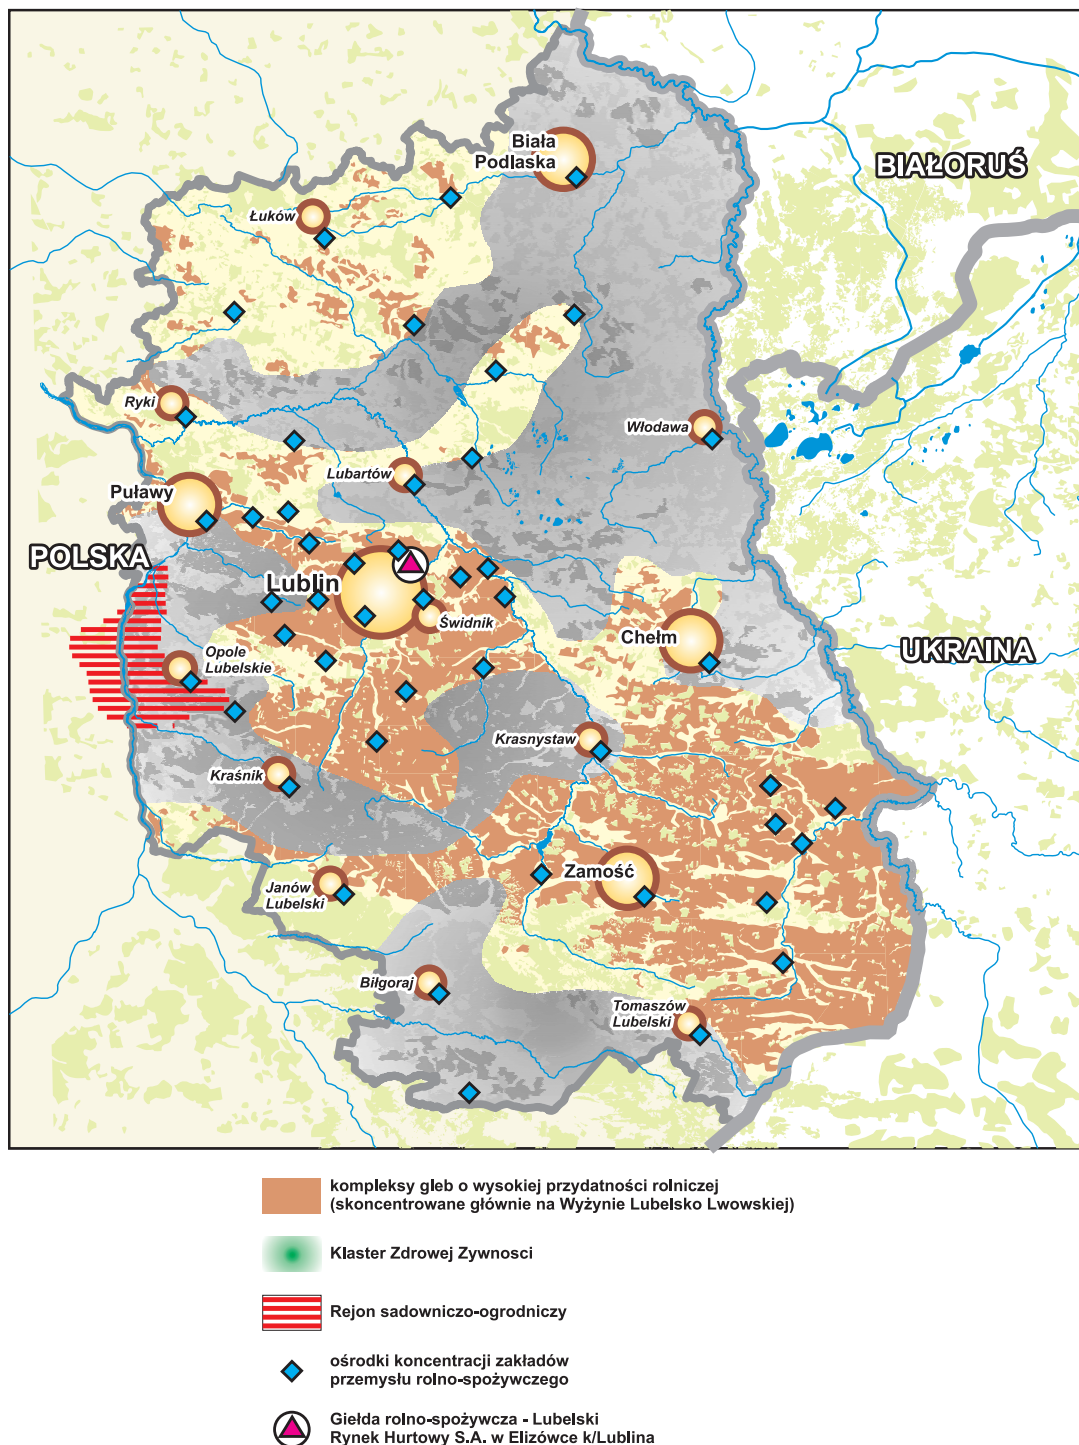 Biała
Podlaska
BIAŁORUŚ
Łuków
Ryki
Włodawa
Lubartów
Puławy
POLSKA
Lublin
Świdnik
Chełm
UKRAINA
Opole
Lubelskie
Krasnystaw
Kraśnik
Zamość
Janów
Lubelski
Biłgoraj
Tomaszów
Lubelski
kompleksy gleb o wysokiej przydatności rolniczej
(skoncentrowane głównie na Wyżynie Lubelsko Lwowskiej)
Klaster Zdrowej Zywnosci
Rejon sadowniczo-ogrodniczy
ośrodki koncentracji zakładów
przemysłu rolno-spożywczego
Giełda rolno-spożywcza - Lubelski
Rynek Hurtowy S.A. w Elizówce k/Lublina